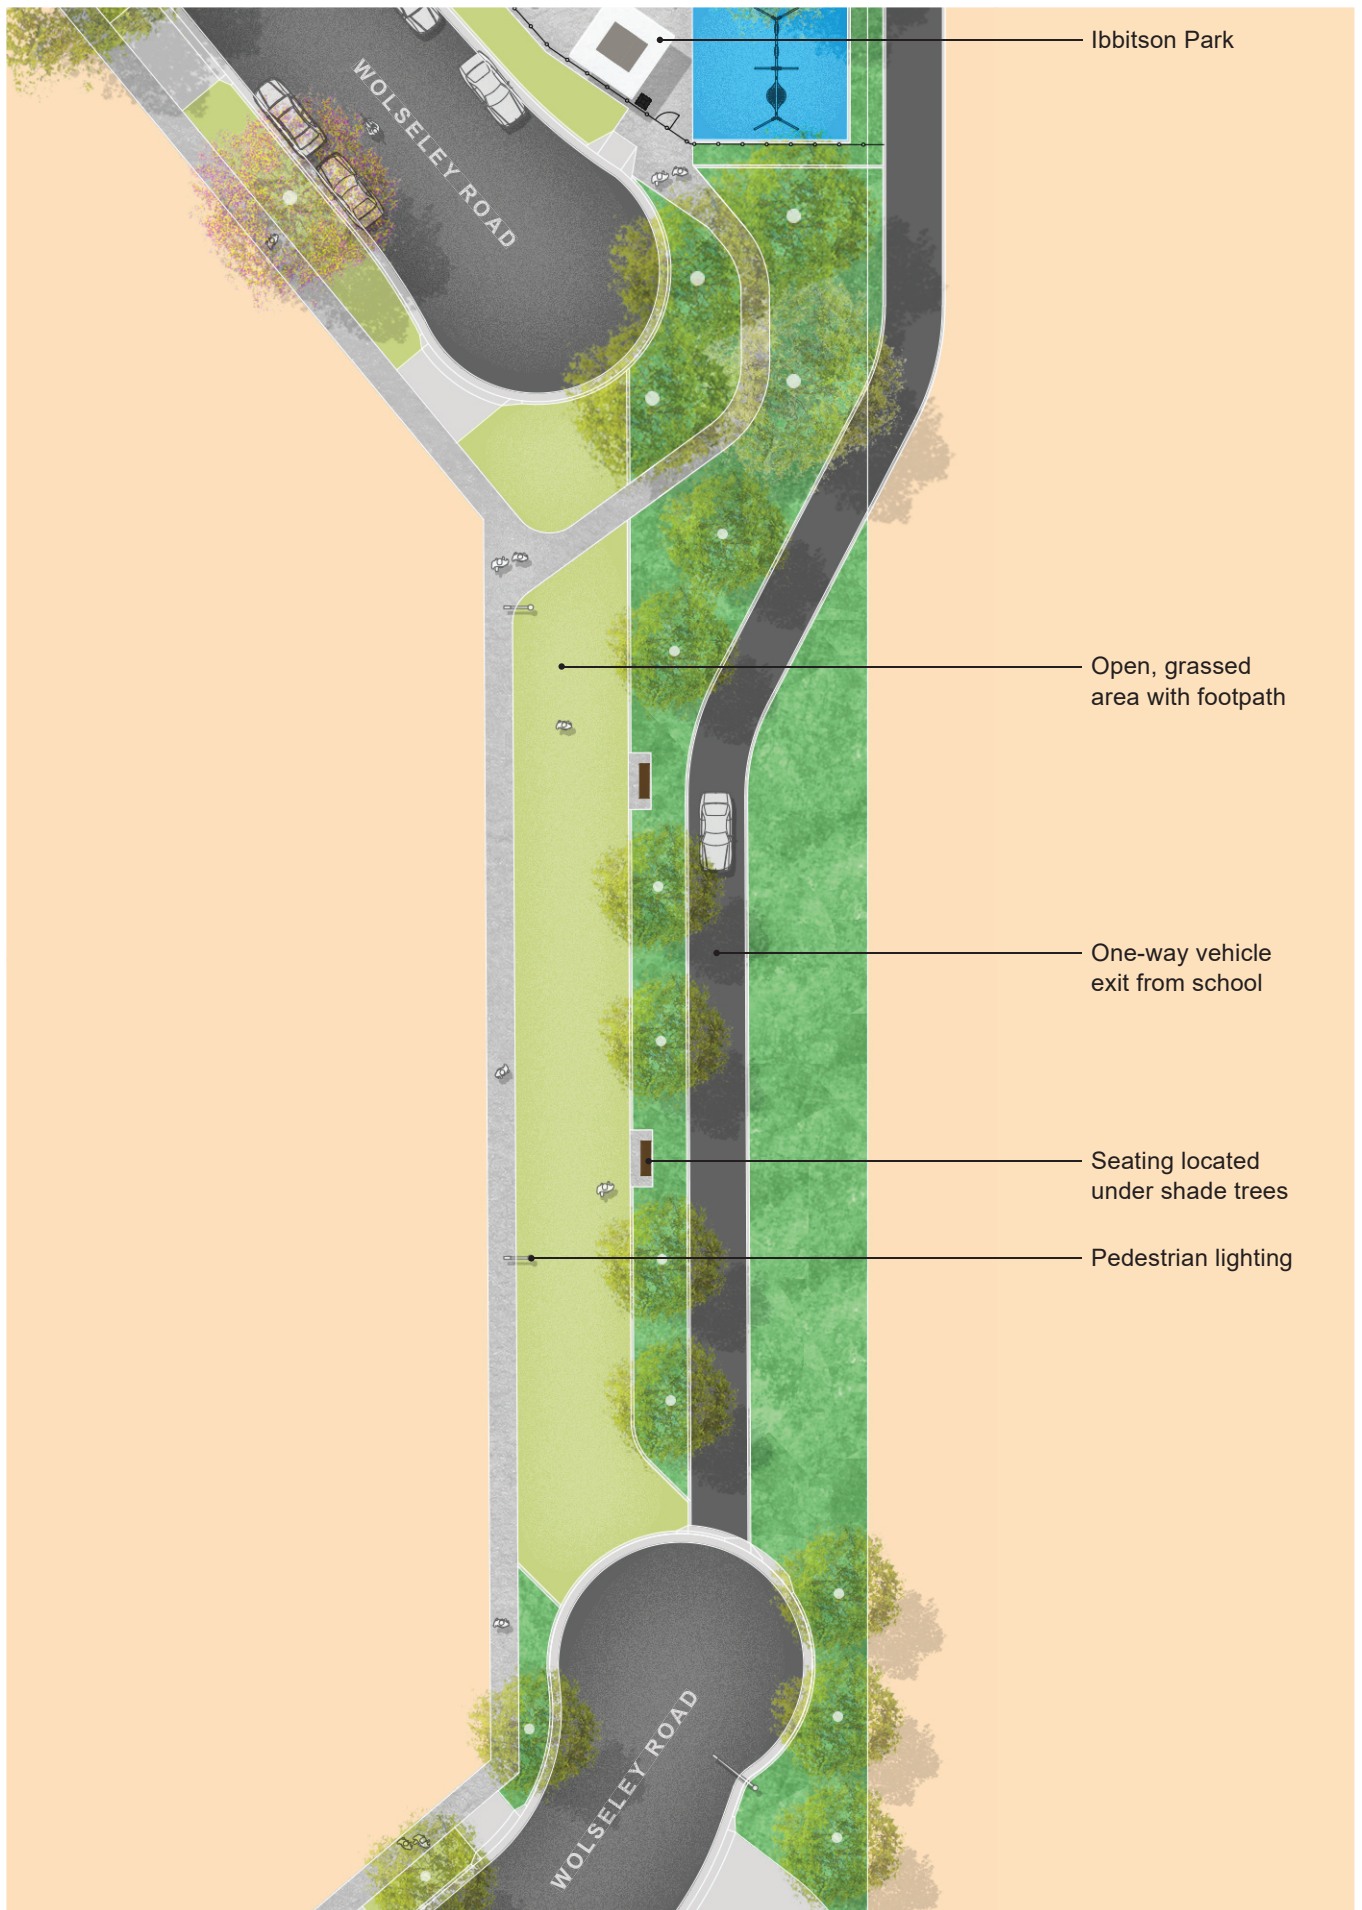 Ibbitson Park
WOLSELEY ROAD
Open, grassed
area with footpath
One-way vehicle
exit from school
Seating located
under shade trees
Pedestrian lighting
WOLSELEY ROAD